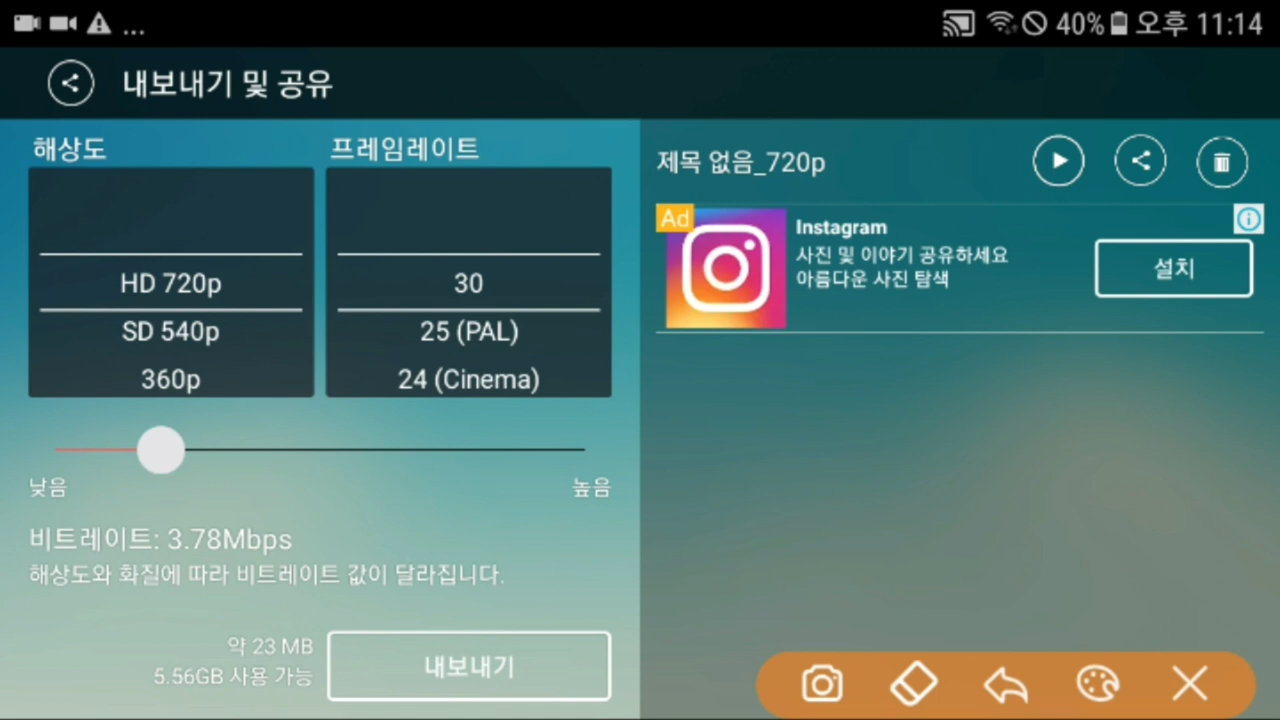 ... 40% 오후 11:14
내보내기 및 공유
해상도
HD 720p
SD 540p
360p
프레임레이트
30
25 (PAL)
24 (Cinema)
낮음 높음
비트레이트: 3.78Mbps
해상도와 화질에 따라 비트레이트 값이 달라집니다.
약 23 MB
5.56GB 사용 가능
내보내기
제목 없음_720p
Ad
Instagram
사진 및 이야기 공유하세요
아름다운 사진 탐색
설치